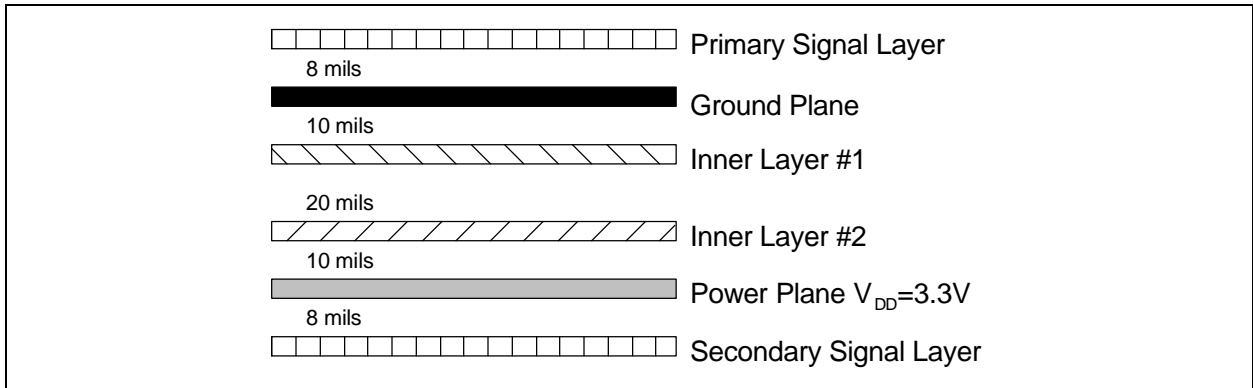 Primary Signal Layer
8 mils
Ground Plane
10 mils
Inner Layer #1
20 mils
Inner Layer #2
10 mils
Power Plane VDD=3.3V
8 mils
Secondary Signal Layer